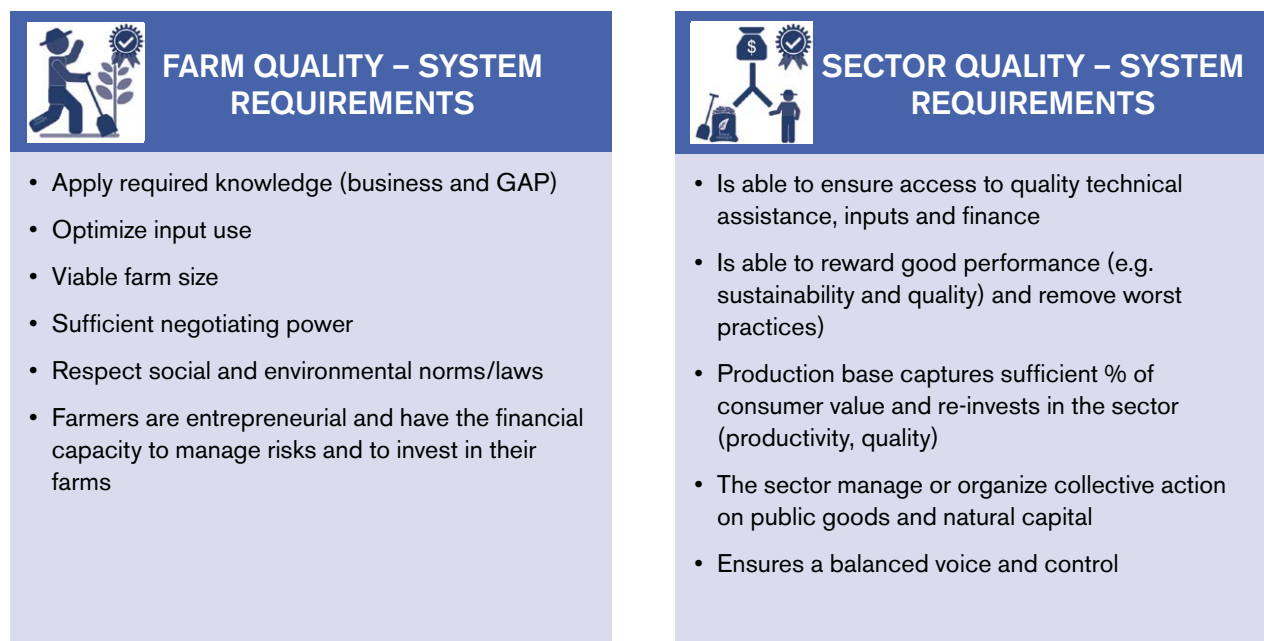 FARM QUALITY – SYSTEM
REQUIREMENTS
• Apply required knowledge (business and GAP)
• Optimize input use
• Viable farm size
• Sufficient negotiating power
• Respect social and environmental norms/laws
• Farmers are entrepreneurial and have the financial
capacity to manage risks and to invest in their
farms
$
SECTOR QUALITY – SYSTEM
REQUIREMENTS
• Is able to ensure access to quality technical
assistance, inputs and finance
• Is able to reward good performance (e.g.
sustainability and quality) and remove worst
practices)
• Production base captures sufficient % of
consumer value and re-invests in the sector
(productivity, quality)
• The sector manage or organize collective action
on public goods and natural capital
• Ensures a balanced voice and control